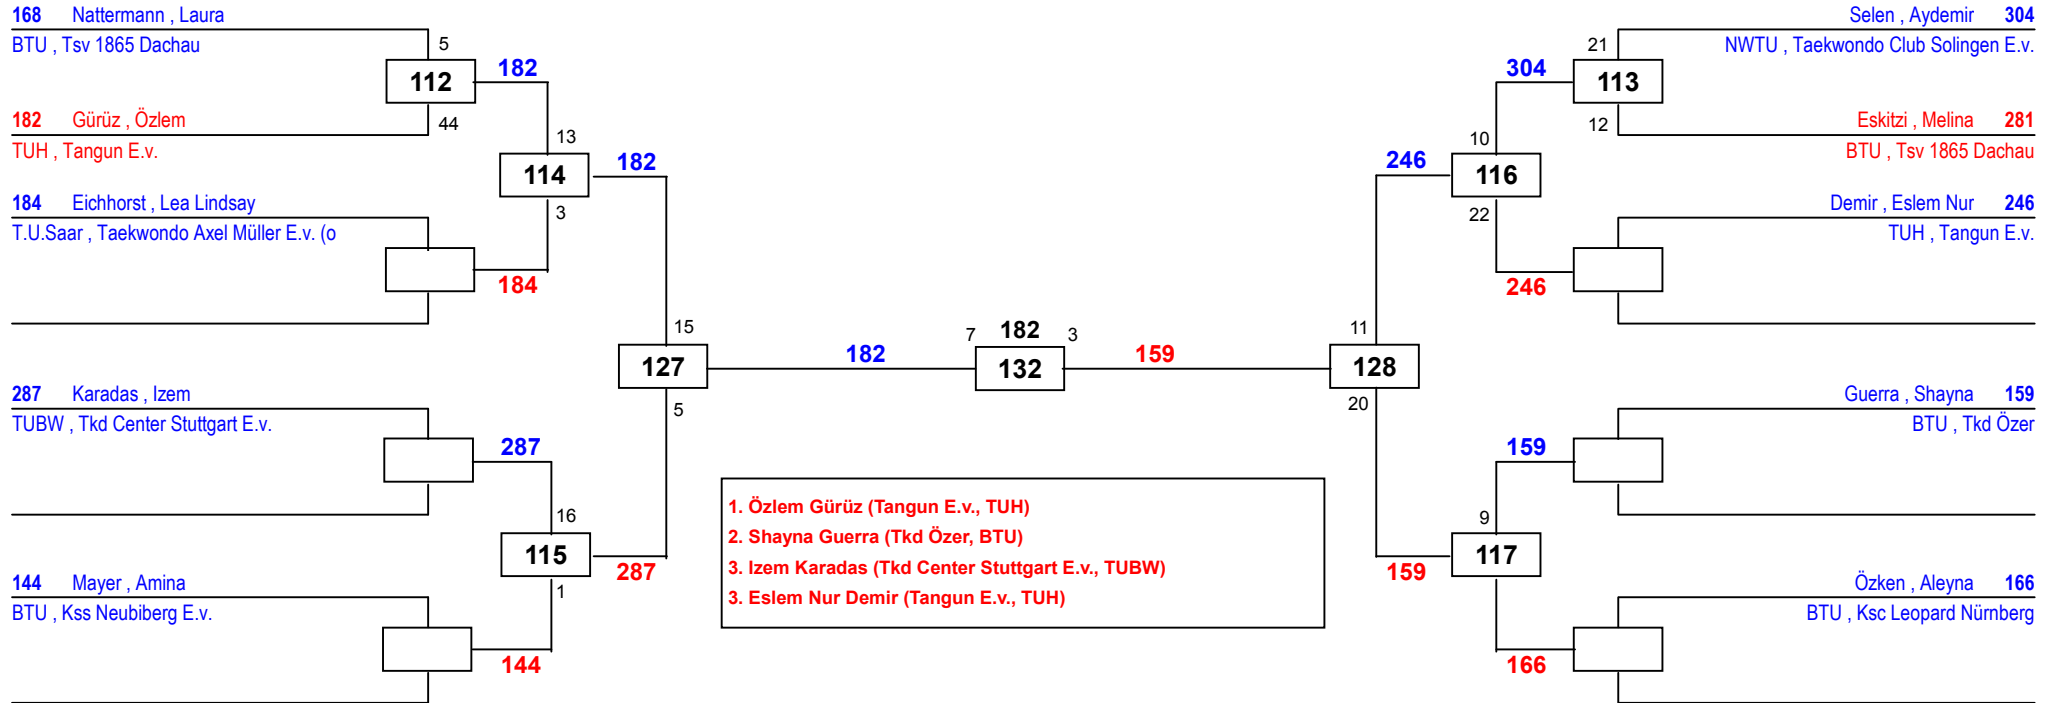 168 Nattermann , Laura
BTU , Tsv 1865 Dachau
5
112
182
182 Gürüz , Özlem
44
TUH , Tangun E.v.
13
114
182
3
184 Eichhorst , Lea Lindsay
T.U.Saar , Taekwondo Axel Müller E.v. (o
184
15
127
182
5
287 Karadas , Izem
TUBW , Tkd Center Stuttgart E.v.
287
16
115
287
1
144 Mayer , Amina
BTU , Kss Neubiberg E.v.
144
7 182 3
132
159
Selen , Aydemir 304
21
NWTU , Taekwondo Club Solingen E.v.
304
113
12
Eskitzi , Melina 281
BTU , Tsv 1865 Dachau
10
246
116
22
Demir , Eslem Nur 246
TUH , Tangun E.v.
246
11
128
20
Guerra , Shayna 159
BTU , Tkd Özer
159
9
117
159
Özken , Aleyna 166
BTU , Ksc Leopard Nürnberg
166
1. Özlem Gürüz (Tangun E.v., TUH)
2. Shayna Guerra (Tkd Özer, BTU)
3. Izem Karadas (Tkd Center Stuttgart E.v., TUBW)
3. Eslem Nur Demir (Tangun E.v., TUH)